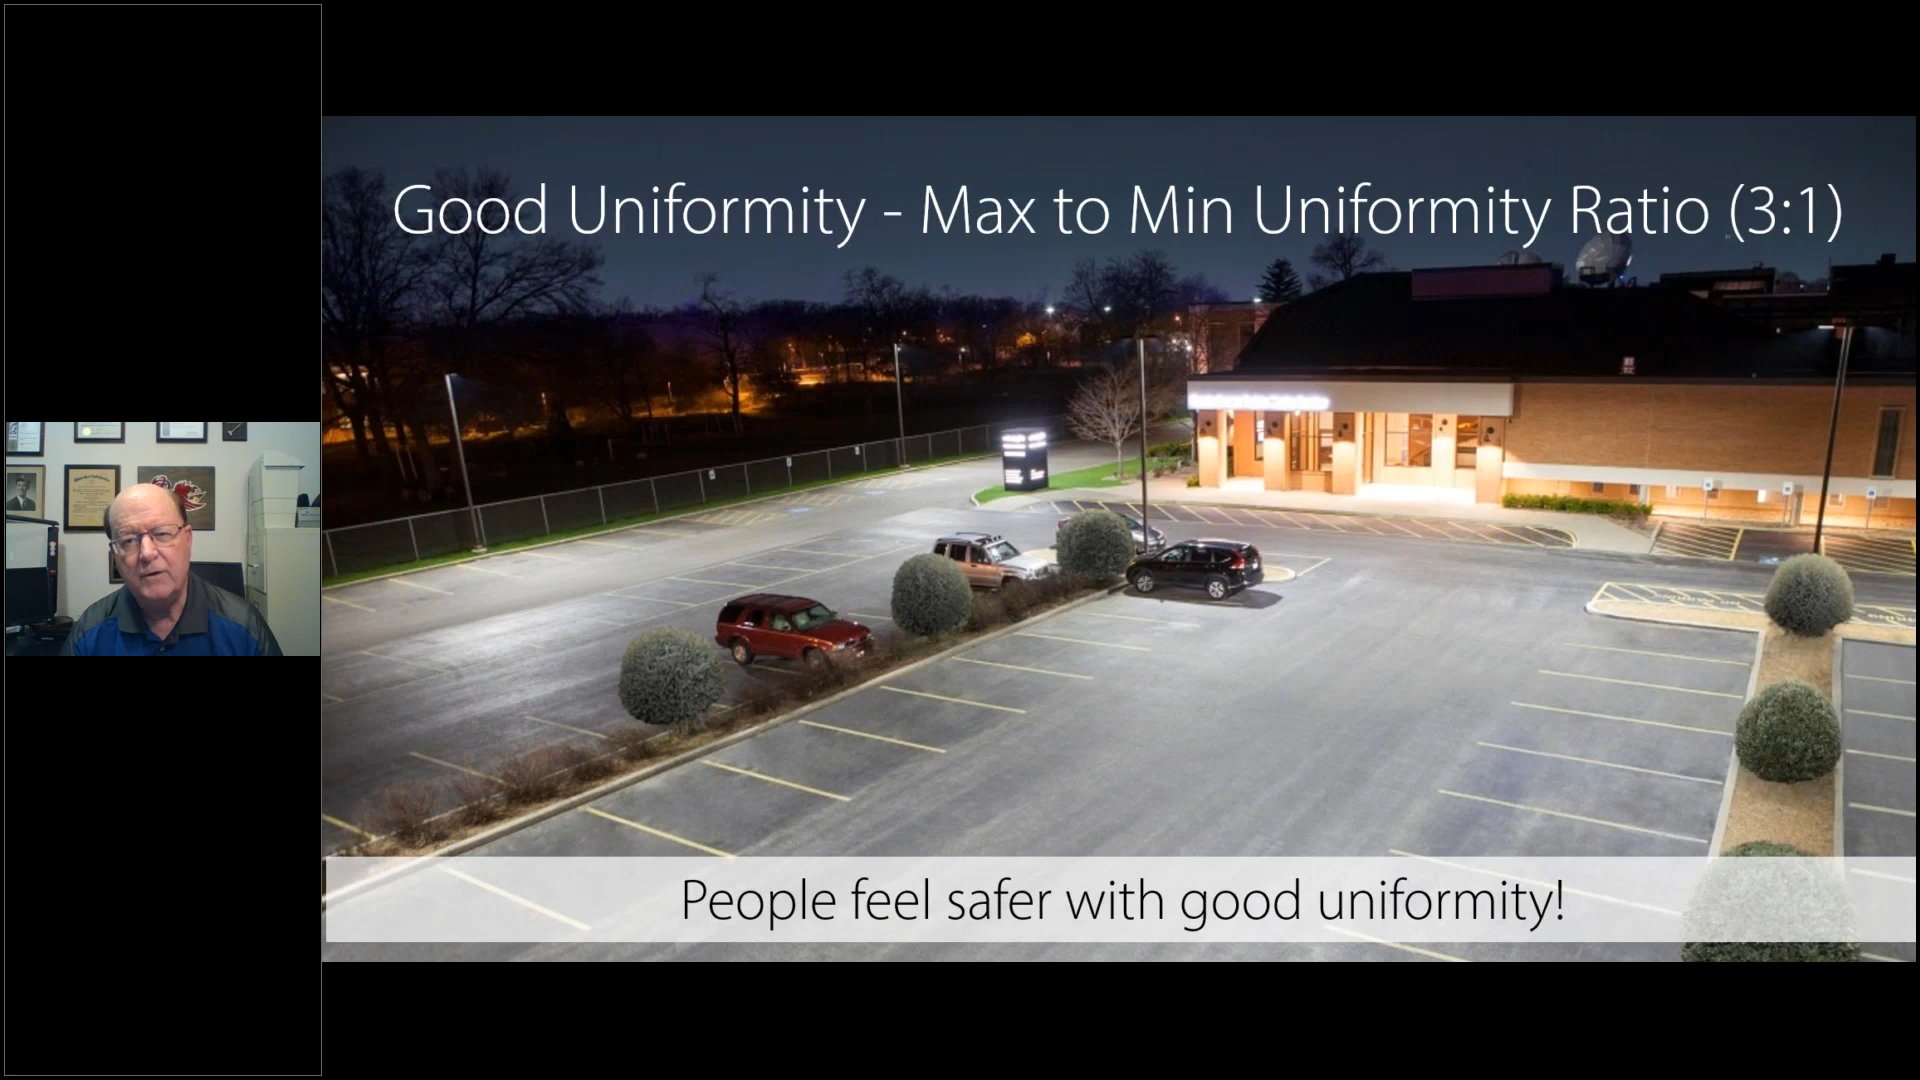 Good Uniformity - Max to Min Uniformity Ratio (3:1)
People feel safer with good uniformity!